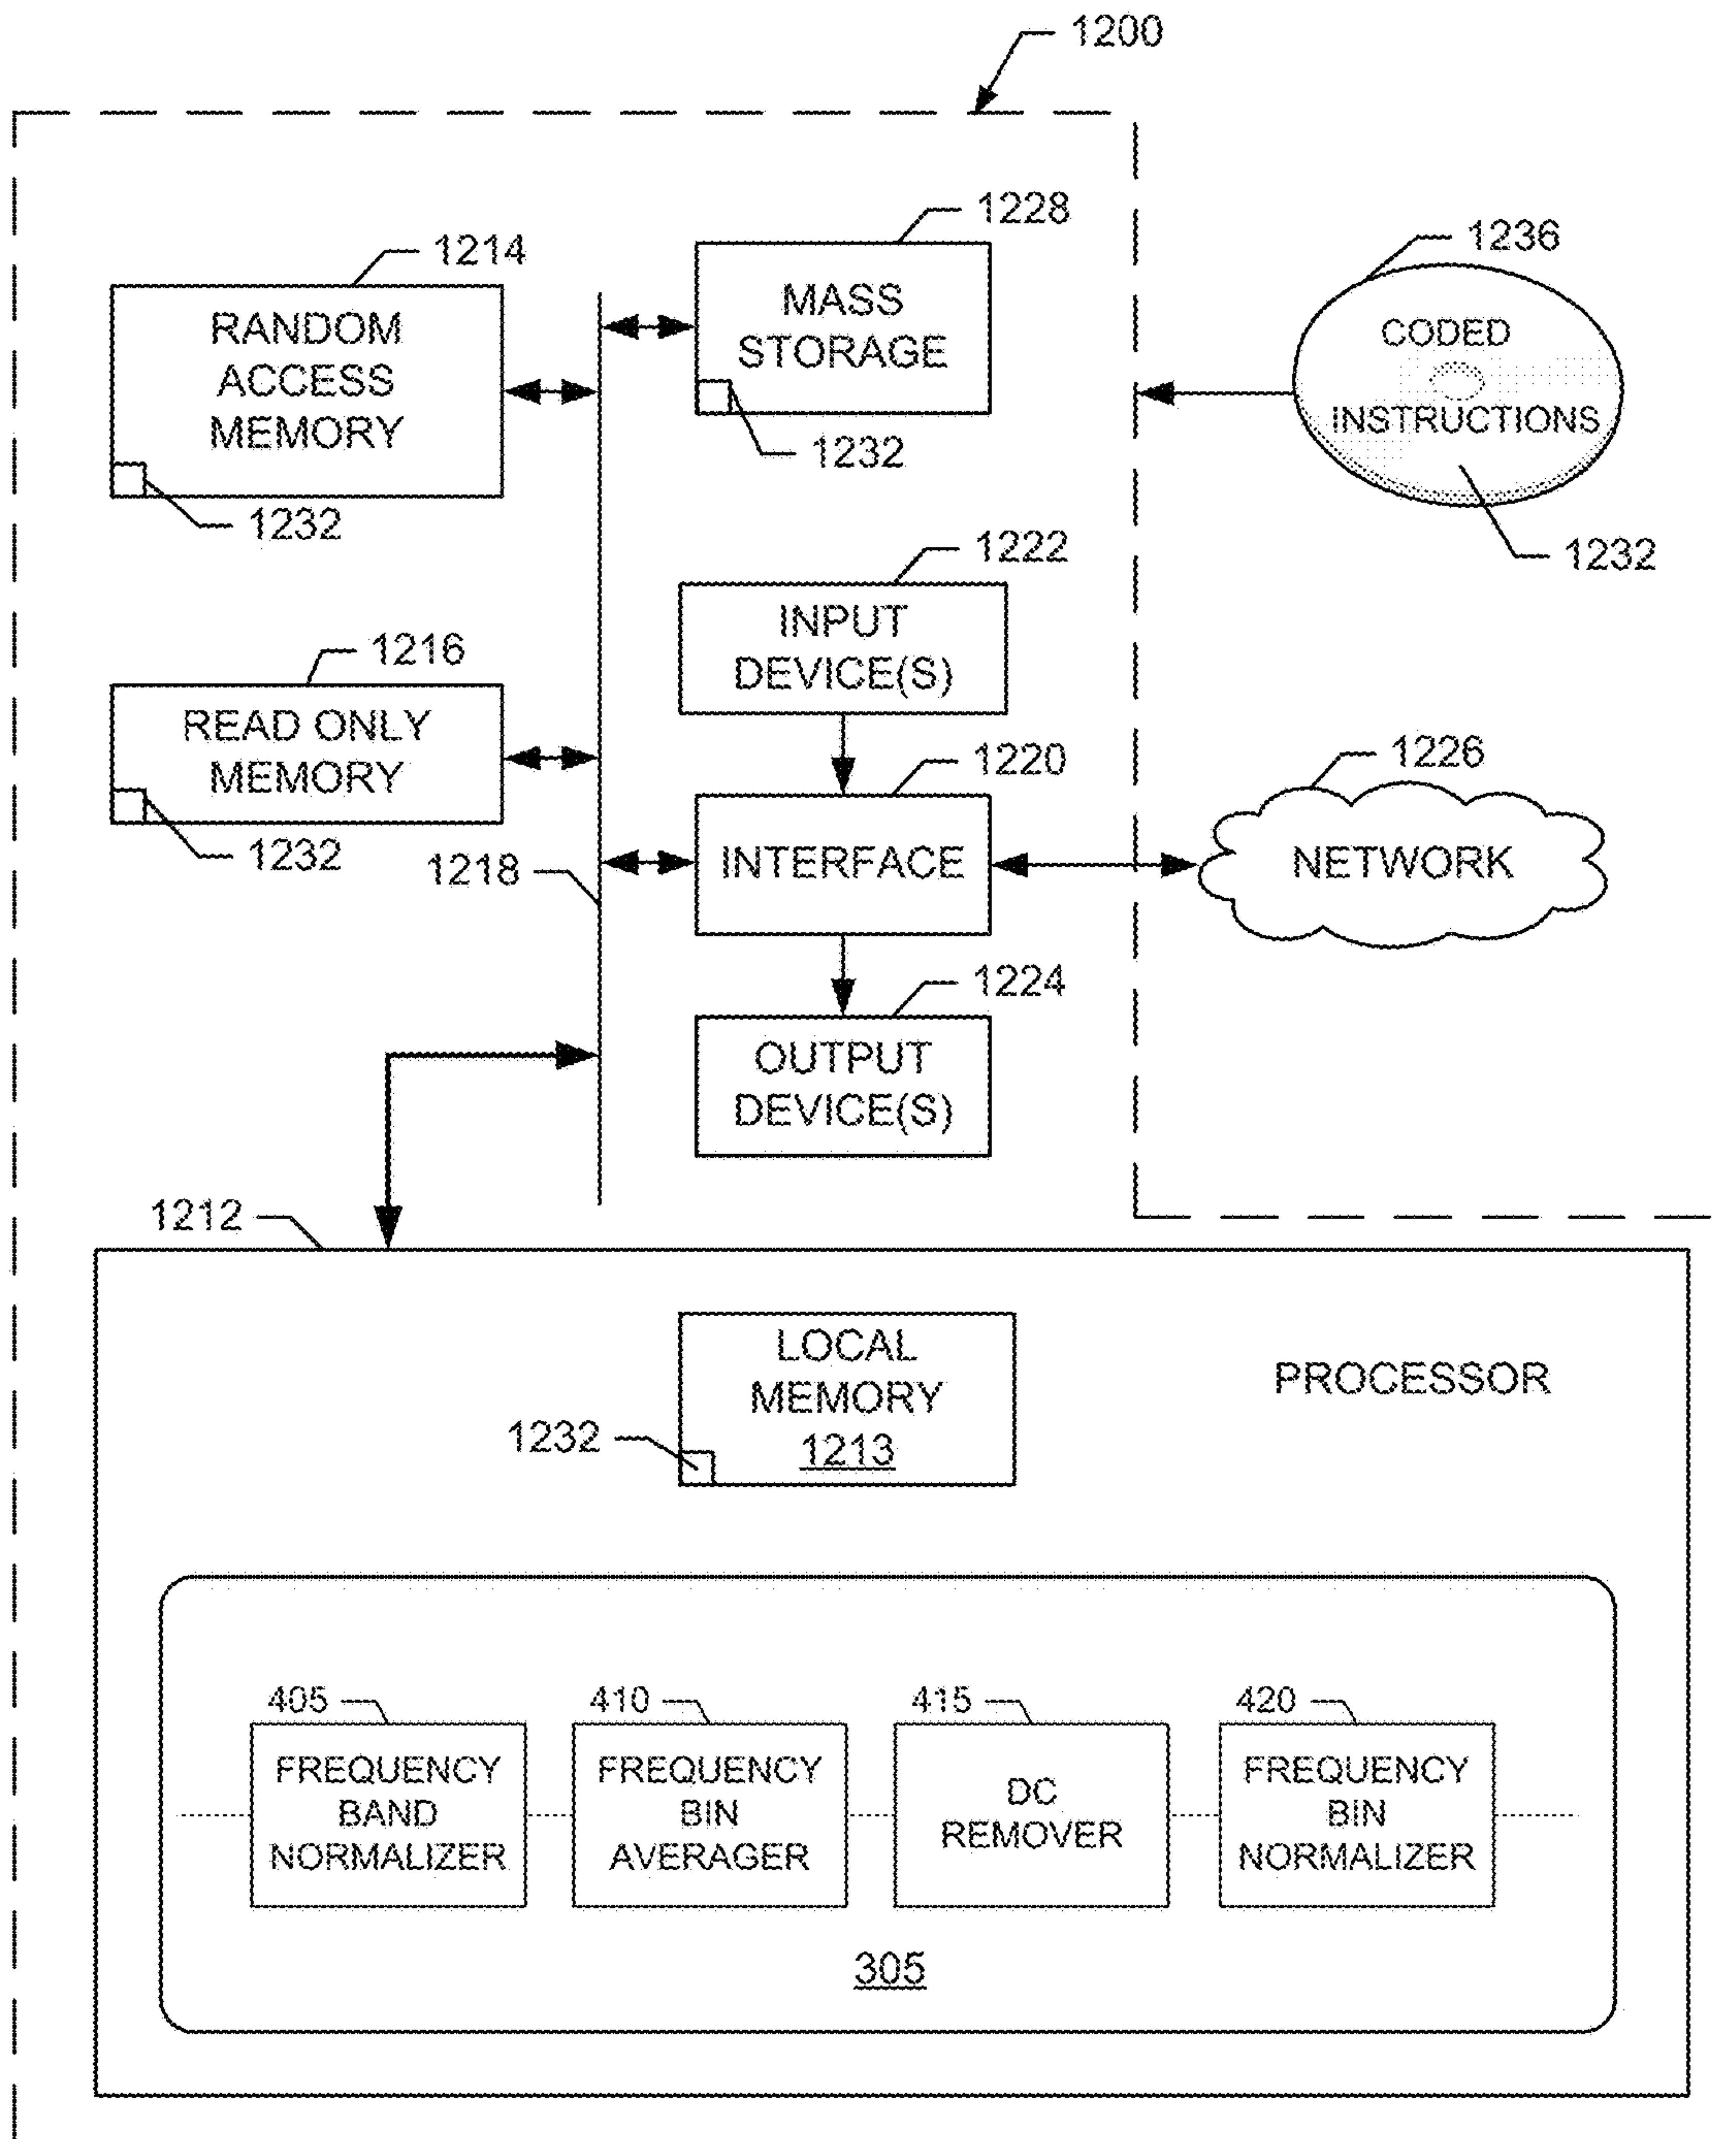 1200
1228
1214
1236
RANDOM
ACCESS
MEMORY
MASS
STORAGE
CODED
INSTRUCTIONS
1232
1232
1232
1222
INPUT
DEVICE(S)
1216
READ ONLY
MEMORY
1220
1226
1232
1218
INTERFACE
NETWORK
1224
OUTPUT
DEVICE(S)
1212
LOCAL
MEMORY
1213
1232
PROCESSOR
405
410
415
420
FREQUENCY
BAND
NORMALIZER
FREQUENCY
BIN
AVERAGER
DC
REMOVER
FREQUENCY
BIN
NORMALIZER
305